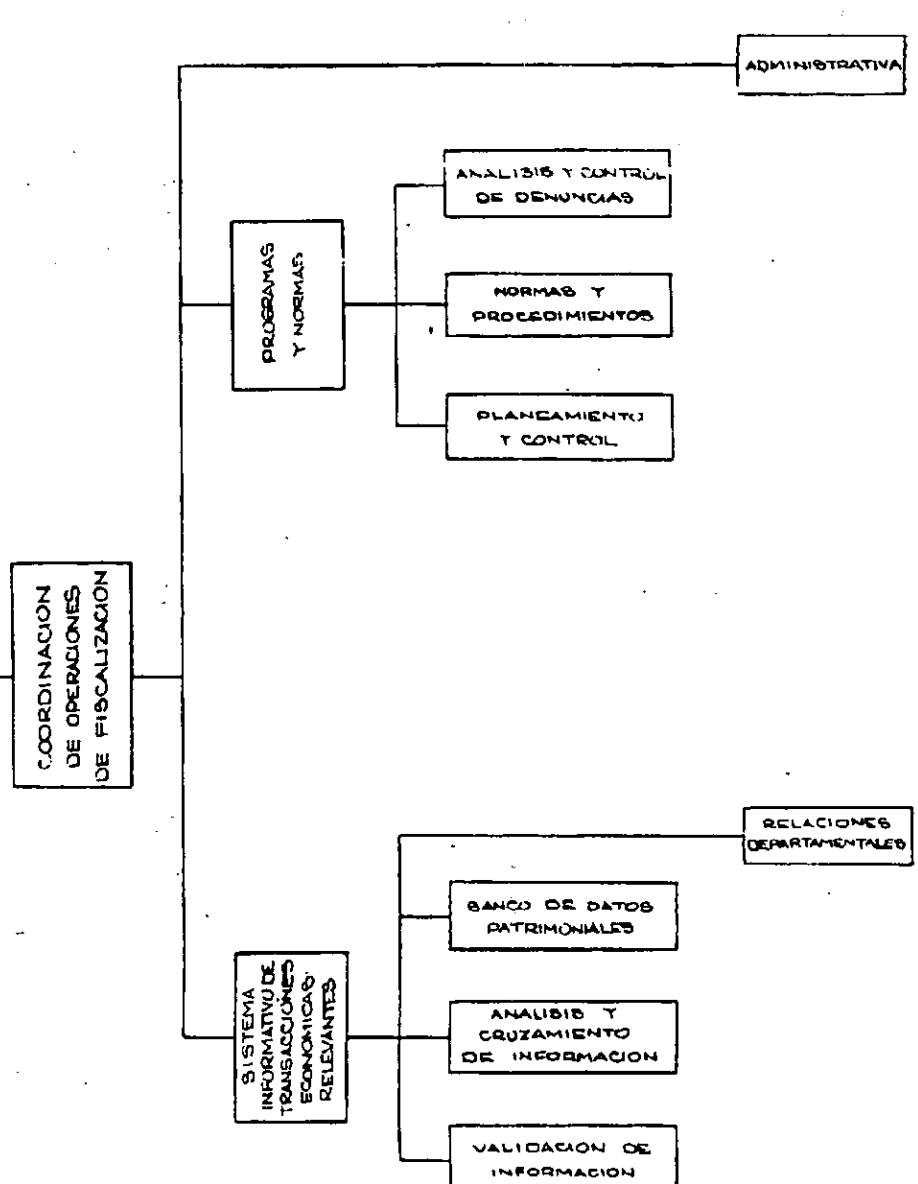 ADMINISTRATIVA
ANALISIS Y CONTROL
DE DENUNCIAS
PROGRAMAS
Y NORMAS
NORMAS Y
PROCEDIMIENTOS
PLANEAMIENTO
Y CONTROL
COORDINACION
DE OPERACIONES
DE FISCALIZACION
RELACIONES
DEPARTAMENTALES
BANCO DE DATOS
PATRIMONIALES
SISTEMA
INFORMATIVO DE
TRANSACCIONES
ECONOMICAS
RELEVANTES
ANALISIS Y
CRUZAMIENTO
DE INFORMACION
VALIDACION DE
INFORMACION